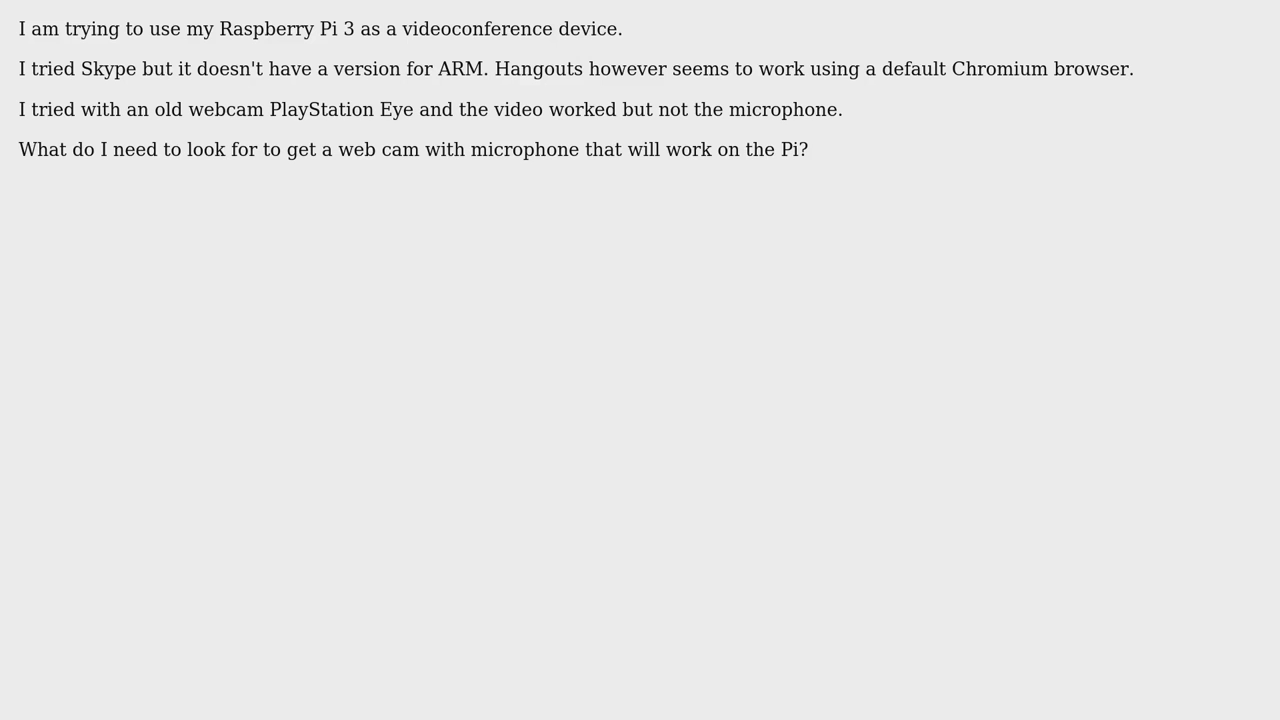 I am trying to use my Raspberry Pi 3 as a videoconference device.
I tried Skype but it doesn't have a version for ARM. Hangouts however seems to work using a default Chromium browser.
I tried with an old webcam PlayStation Eye and the video worked but not the microphone.
What do I need to look for to get a web cam with microphone that will work on the Pi?